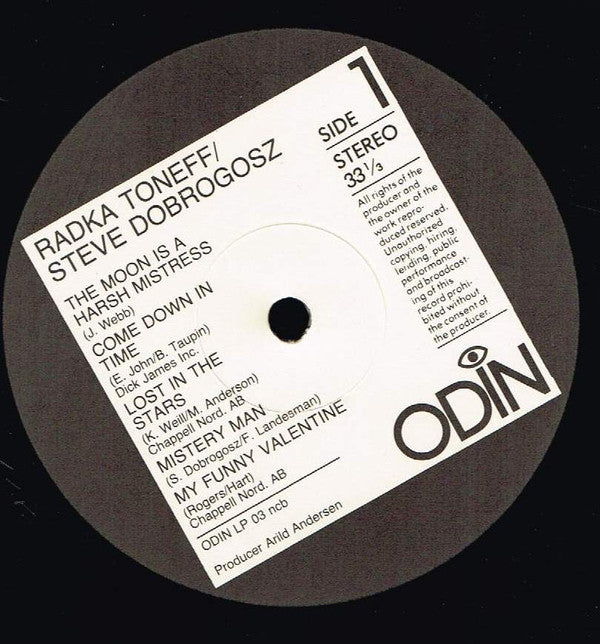 RADKA TONEFF/
STEVE DOBROGOSZ
THE MOON IS A
HARSH MISTRESS
(J. Webb)
COME DOWN IN
TIME
(E. John/B. Taupin)
Dick James Inc.
LOST IN THE
STARS
(K. Weill/M. Anderson)
Chappell Nord. AB
MISTERY MAN
(S. Dobrogosz/F. Landesman)
MY FUNNY VALENTINE
(Rogers/Hart)
Chappell Nord. AB
ODIN LP 03 ncb
Producer Arild Andersen
SIDE 1
STEREO
33 1/3
All rights of the
producer and
the owner of the
work repro-
duced reserved.
Unauthorized
copying, hiring,
lending, public
performance
and broadcast-
ing of this
record prohi-
bited without
the consent of
the producer.
ODIN